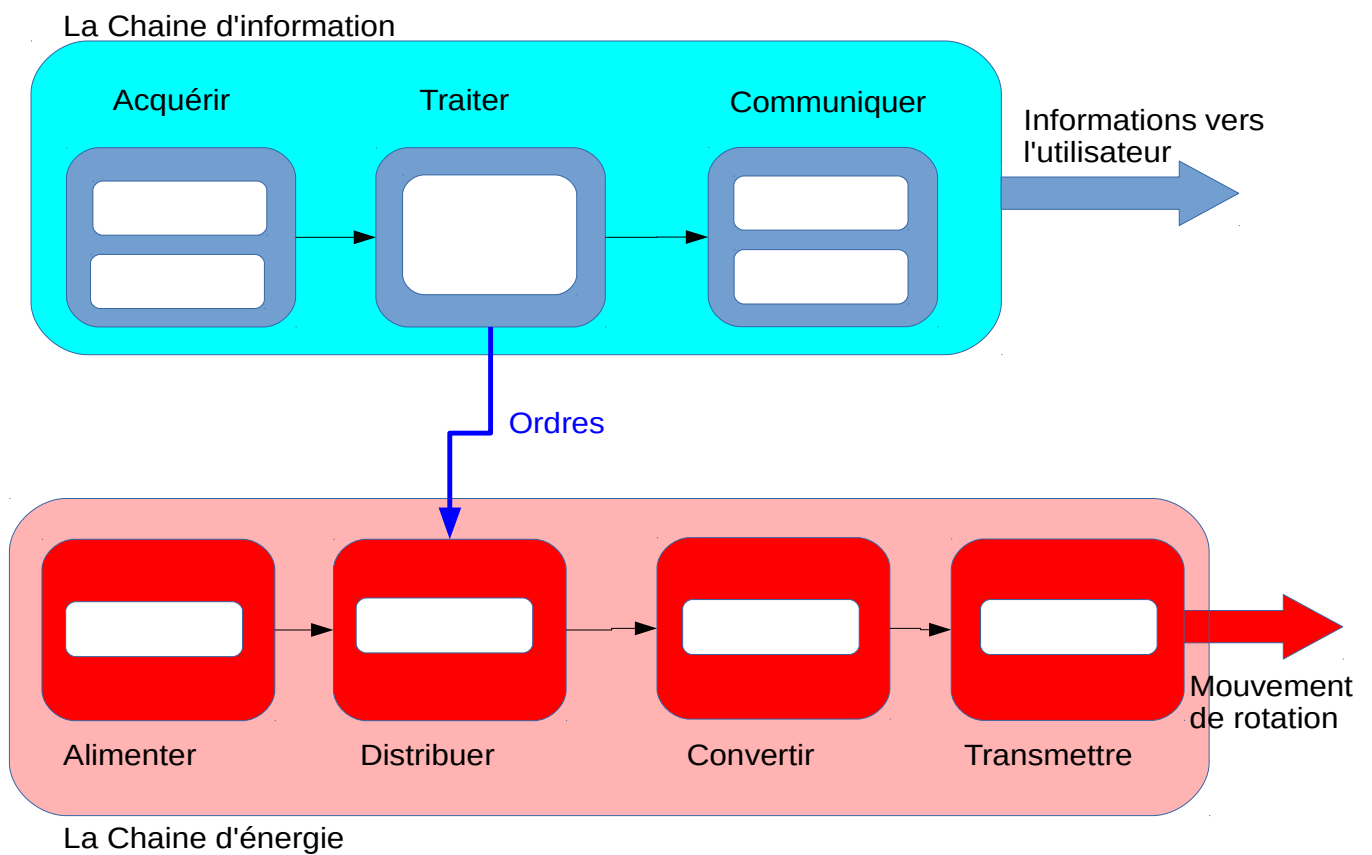 La Chaine d'information
Acquérir
Traiter
Communiquer
Informations vers
l'utilisateur
Ordres
Alimenter
Distribuer
Convertir
Transmettre
Mouvement
de rotation
La Chaine d'énergie